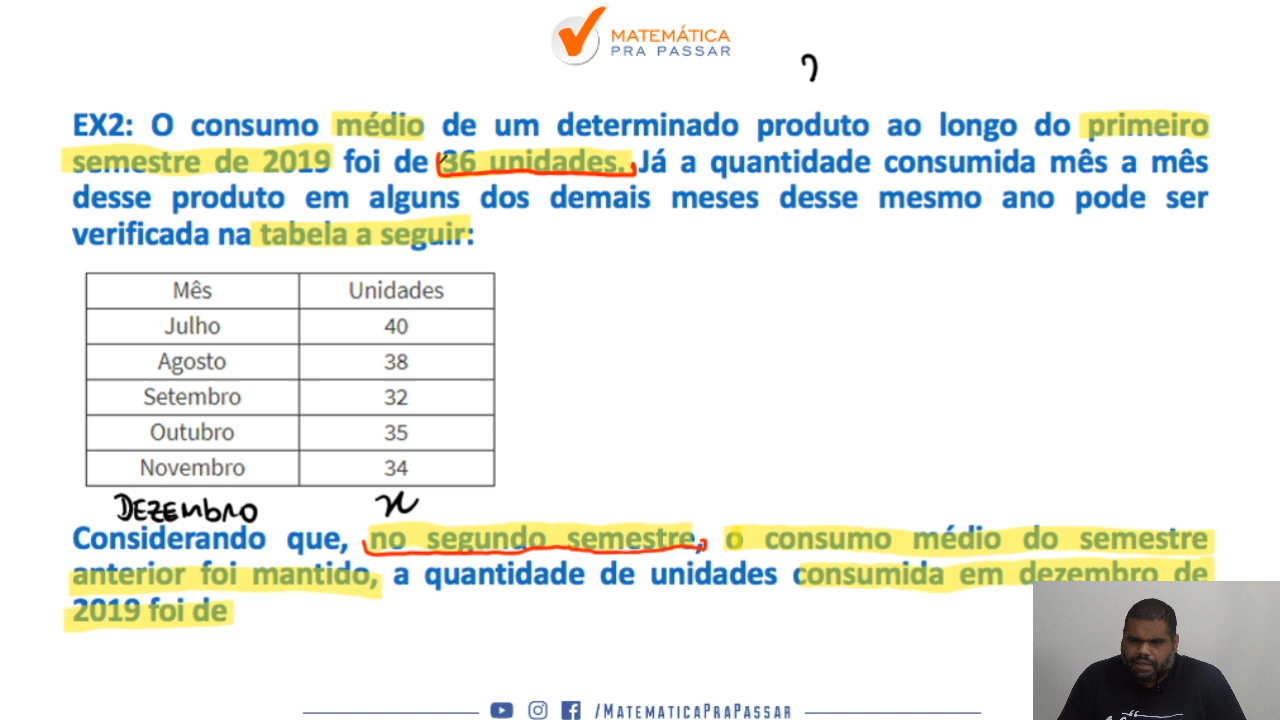 MATEMÁTICA
PRA PASSAR
EX2: O consumo médio de um determinado produto ao longo do primeiro
semestre de 2019 foi de 36 unidades. Já a quantidade consumida mês a mês
desse produto em alguns dos demais meses desse mesmo ano pode ser
verificada na tabela a seguir:
Mês Unidades
Julho 40
Agosto 38
Setembro 32
Outubro 35
Novembro 34
DEZEMBRO x
Considerando que, no segundo semestre, o consumo médio do semestre
anterior foi mantido, a quantidade de unidades consumida em dezembro de
2019 foi de
/MATEMATICAPRAPASSAR